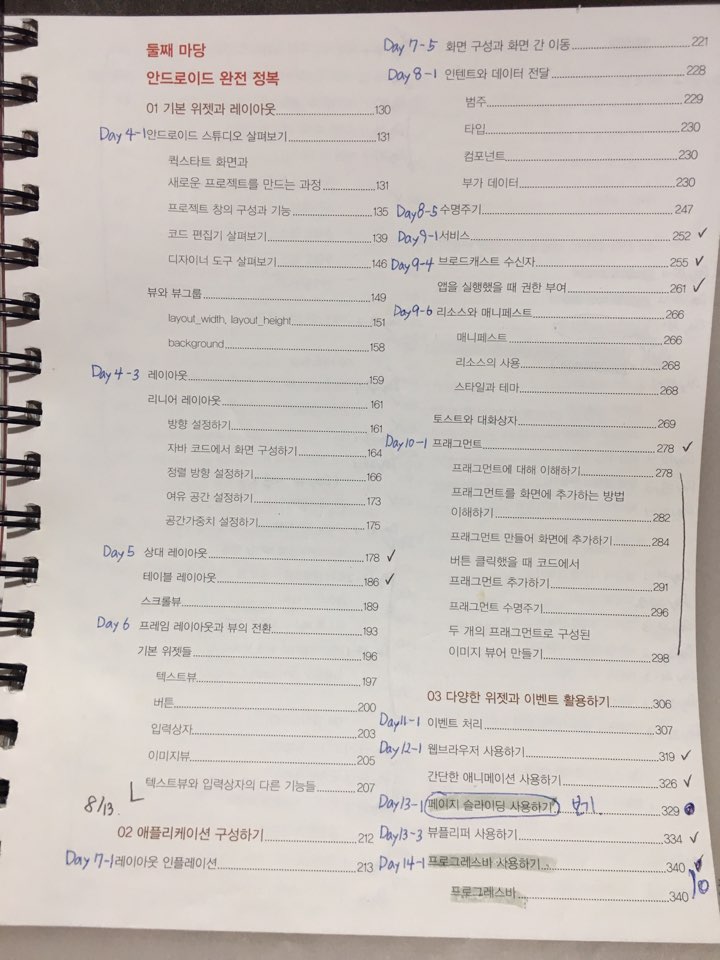 둘째 마당
안드로이드 완전 정복
01 기본 위젯과 레이아웃 130
Day 4-1 안드로이드 스튜디오 살펴보기 131
퀵스타트 화면과
새로운 프로젝트를 만드는 과정 131
프로젝트 창의 구성과 기능 135
코드 편집기 살펴보기 139
디자이너 도구 살펴보기 146
뷰와 뷰그룹 149
layout_width, layout_height 151
background 158
Day 4-3 레이아웃 159
리니어 레이아웃 161
방향 설정하기 161
자바 코드에서 화면 구성하기 164
정렬 방향 설정하기 166
여유 공간 설정하기 173
공간가중치 설정하기 175
Day 5 상대 레이아웃 178 ✓
테이블 레이아웃 186 ✓
스크롤뷰 189
Day 6 프레임 레이아웃과 뷰의 전환 193
기본 위젯들 196
텍스트뷰 197
버튼 200
입력상자 203
이미지뷰 205
텍스트뷰와 입력상자의 다른 기능들 207
8/13.
02 애플리케이션 구성하기 212
Day 7-1 레이아웃 인플레이션 213
Day 7-5 화면 구성과 화면 간 이동 221
Day 8-1 인텐트와 데이터 전달 228
범주 229
타입 230
컴포넌트 230
부가 데이터 230
Day 8-5 수명주기 247
Day 9-1 서비스 252 ✓
Day 9-4 브로드캐스트 수신자 255 ✓
앱을 실행했을 때 권한 부여 261 ✓
Day 9-6 리소스와 매니페스트 266
매니페스트 266
리소스의 사용 268
스타일과 테마 268
토스트와 대화상자 269
Day 10-1 프래그먼트 278 ✓
프래그먼트에 대해 이해하기 278
프래그먼트를 화면에 추가하는 방법
이해하기 282
프래그먼트 만들어 화면에 추가하기 284
버튼 클릭했을 때 코드에서
프래그먼트 추가하기 291
프래그먼트 수명주기 296
두 개의 프래그먼트로 구성된
이미지 뷰어 만들기 298
03 다양한 위젯과 이벤트 활용하기 306
Day 11-1 이벤트 처리 307
Day 12-1 웹브라우저 사용하기 319 ✓
간단한 애니메이션 사용하기 326 ✓
Day 13-1 페이지 슬라이딩 사용하기 보기. 329
Day 13-3 뷰플리퍼 사용하기 334 ✓
Day 14-1 프로그레스바 사용하기 340 ✓
프로그레스바 340